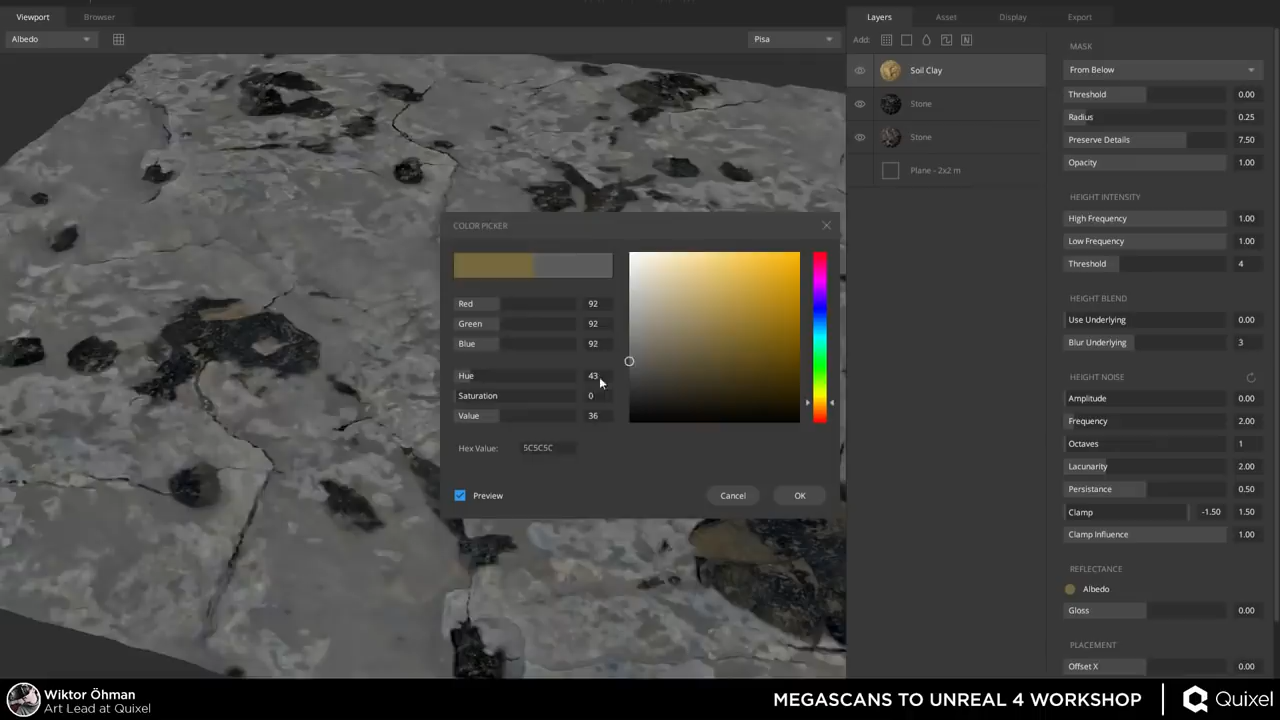 Viewport
Browser
Albedo
Pisa
Layers
Asset
Display
Export
Add:
N
Soil Clay
Stone
Stone
Plane - 2x2 m
MASK
From Below
Threshold 0.00
Radius 0.25
Preserve Details 7.50
Opacity 1.00
HEIGHT INTENSITY
High Frequency 1.00
Low Frequency 1.00
Threshold 4
HEIGHT BLEND
Use Underlying 0.00
Blur Underlying 3
HEIGHT NOISE
Amplitude 0.00
Frequency 2.00
Octaves 1
Lacunarity 2.00
Persistance 0.50
Clamp -1.50 1.50
Clamp Influence 1.00
REFLECTANCE
Albedo
Gloss 0.00
PLACEMENT
Offset X 0.00
COLOR PICKER
Red 92
Green 92
Blue 92
Hue 43
Saturation 0
Value 36
Hex Value: 5C5C5C
Preview
Cancel
OK
Wiktor Öhman
Art Lead at Quixel
MEGASCANS TO UNREAL 4 WORKSHOP
Quixel